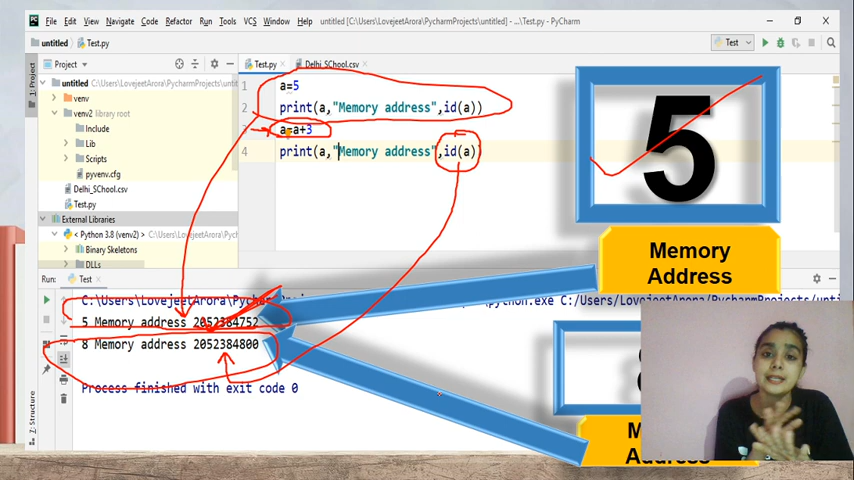 File Edit View Navigate Code Refactor Run Tools VCS Window Help untitled [C:\Users\LovejeetArora\PycharmProjects\untitled] - ...\Test.py - PyCharm
untitled Test.py Test
Project Test.py Delhi_SChool.csv
1: Project
untitled C:\Users\LovejeetArora\PycharmProjects\untitled
venv
venv2 library root
Include
Lib
Scripts
pyvenv.cfg
Delhi_SChool.csv
Test.py
External Libraries
< Python 3.8 (venv2) >
Binary Skeletons
DLLs
1 a=5
2 print(a,"Memory address",id(a))
3 a=a+3
4 print(a,"Memory address",id(a)
5
Memory
Address
Run: Test
C:\Users\LovejeetArora\Pycharm python.exe C:/Users/LovejeetArora/PycharmProjects/unti
5 Memory address 2052384752
8 Memory address 2052384800
Process finished with exit code 0
Z: Structure
Address